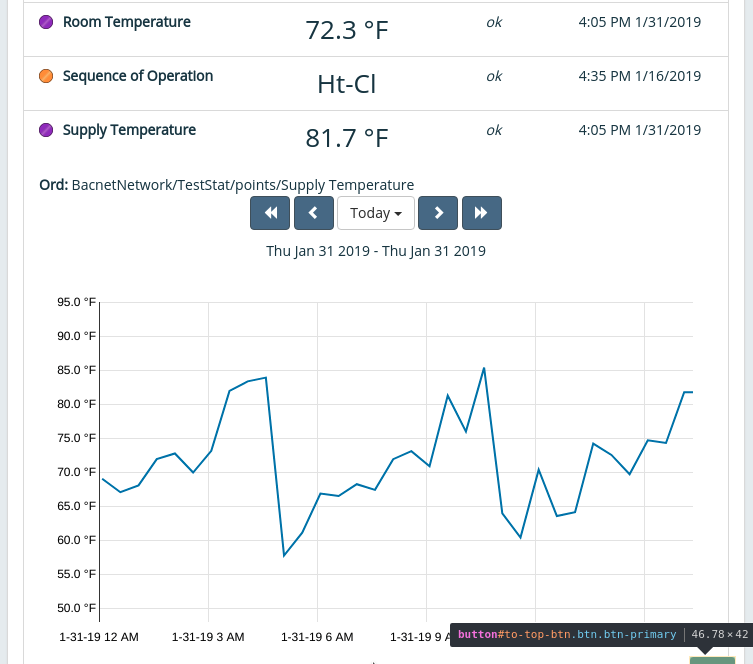 Room Temperature 72.3 °F ok 4:05 PM 1/31/2019
Sequence of Operation Ht-Cl ok 4:35 PM 1/16/2019
Supply Temperature 81.7 °F ok 4:05 PM 1/31/2019
Ord: BacnetNetwork/TestStat/points/Supply Temperature
Today
Thu Jan 31 2019 - Thu Jan 31 2019
95.0 °F
90.0 °F
85.0 °F
80.0 °F
75.0 °F
70.0 °F
65.0 °F
60.0 °F
55.0 °F
50.0 °F
1-31-19 12 AM 1-31-19 3 AM 1-31-19 6 AM 1-31-19 9 A
button#to-top-btn.btn.btn-primary 46.78×42